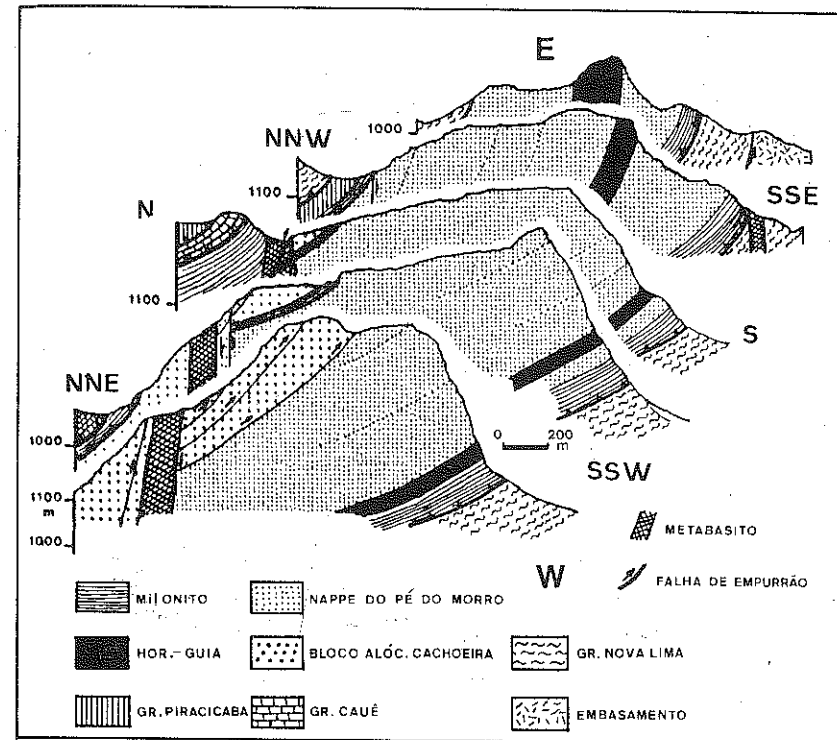 E
1000
NNW
1100
SSE
N
1100
S
NNE
1000
0 200
m
SSW
1100
m
1000
W
METABASITO
MILONITO
NAPPE DO PÉ DO MORRO
FALHA DE EMPURRÃO
HOR.-GUIA
BLOCO ALÓC. CACHOEIRA
GR. NOVA LIMA
GR. PIRACICABA
GR. CAUÊ
EMBASAMENTO